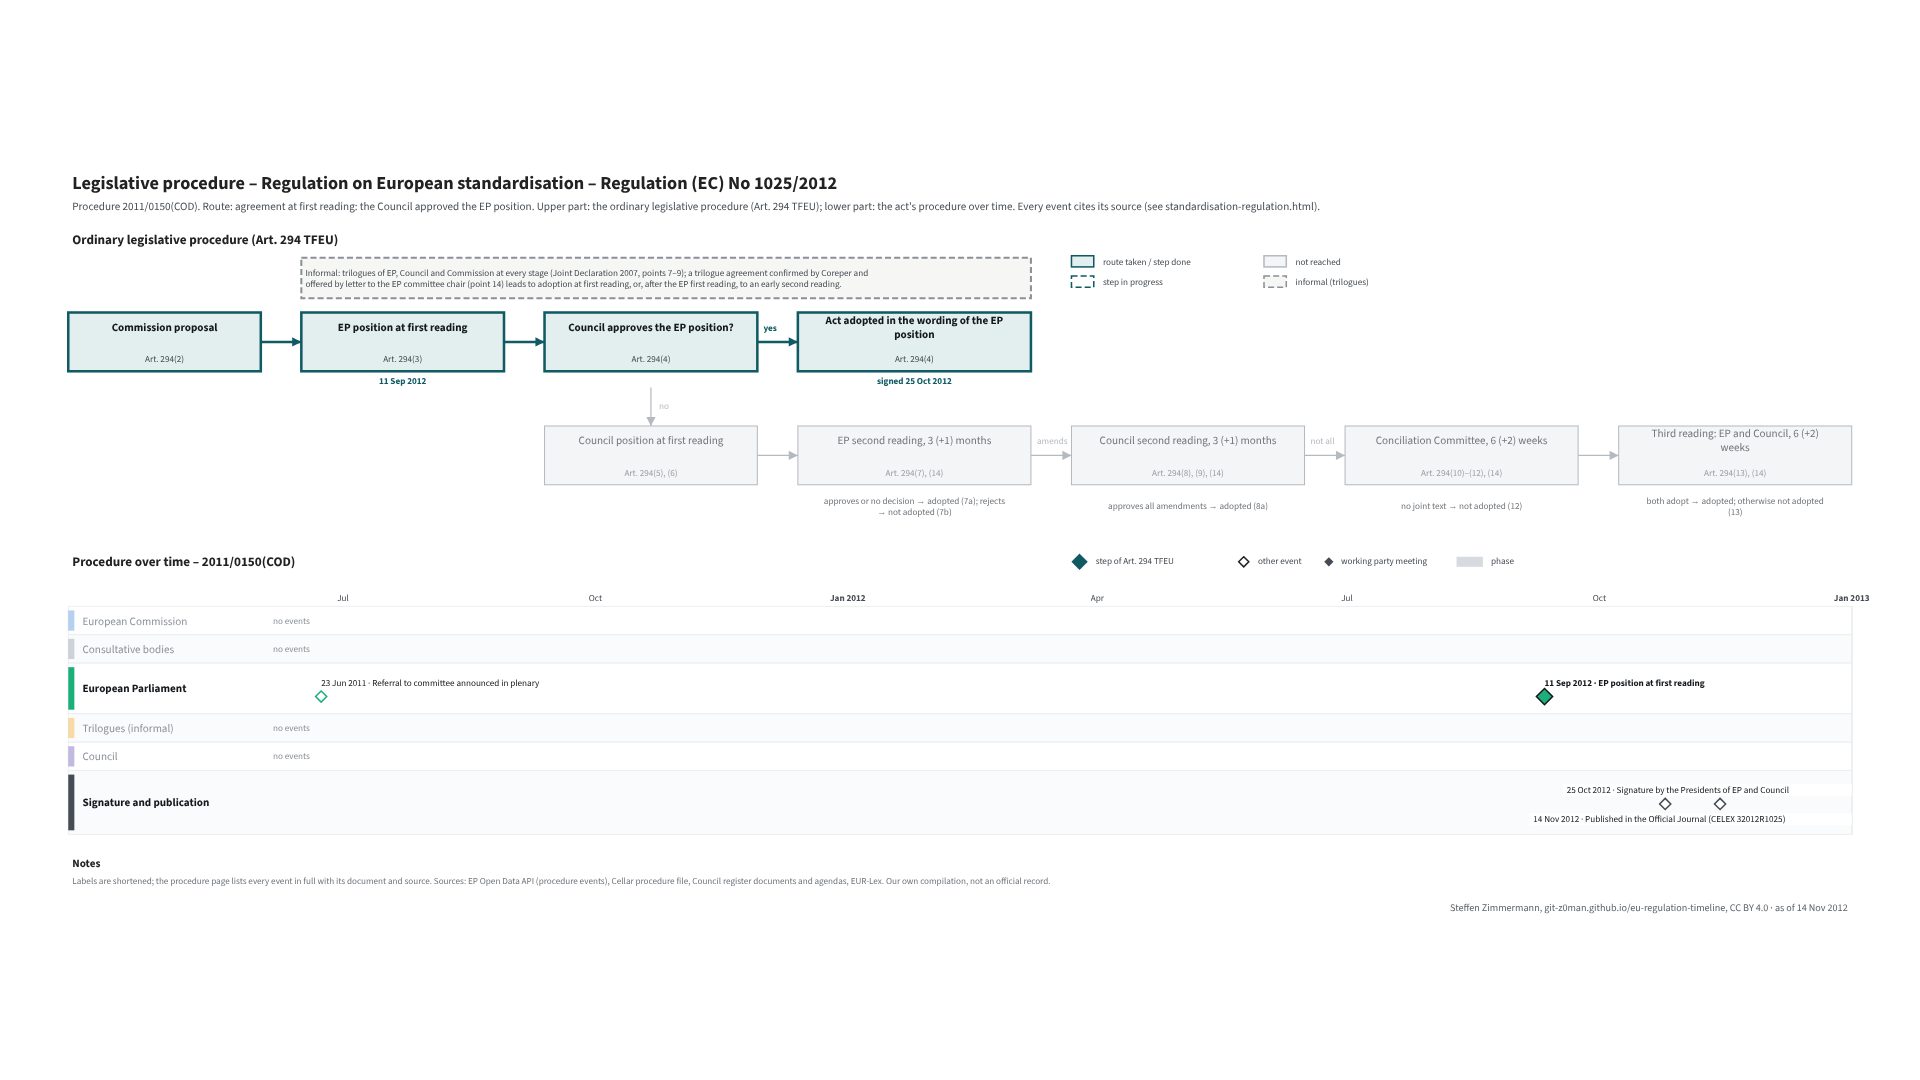 Legislative procedure – Regulation on European standardisation – Regulation (EC) No 1025/2012
Procedure 2011/0150(COD). Route: agreement at first reading: the Council approved the EP position. Upper part: the ordinary legislative procedure (Art. 294 TFEU); lower part: the act's procedure over time. Every event cites its source (see standardisation-regulation.html).
Ordinary legislative procedure (Art. 294 TFEU)
Informal: trilogues of EP, Council and Commission at every stage (Joint Declaration 2007, points 7–9); a trilogue agreement confirmed by Coreper and
offered by letter to the EP committee chair (point 14) leads to adoption at first reading, or, after the EP first reading, to an early second reading.
route taken / step done
not reached
step in progress
informal (trilogues)
Commission proposal
Art. 294(2)
EP position at first reading
Art. 294(3)
11 Sep 2012
Council approves the EP position?
Art. 294(4)
yes
Act adopted in the wording of the EP
position
Art. 294(4)
signed 25 Oct 2012
no
Council position at first reading
Art. 294(5), (6)
EP second reading, 3 (+1) months
Art. 294(7), (14)
approves or no decision → adopted (7a); rejects
→ not adopted (7b)
amends
Council second reading, 3 (+1) months
Art. 294(8), (9), (14)
approves all amendments → adopted (8a)
not all
Conciliation Committee, 6 (+2) weeks
Art. 294(10)–(12), (14)
no joint text → not adopted (12)
Third reading: EP and Council, 6 (+2)
weeks
Art. 294(13), (14)
both adopt → adopted; otherwise not adopted
(13)
Procedure over time – 2011/0150(COD)
step of Art. 294 TFEU
other event
working party meeting
phase
Jul
Oct
Jan 2012
Apr
Jul
Oct
Jan 2013
European Commission
no events
Consultative bodies
no events
European Parliament
23 Jun 2011 · Referral to committee announced in plenary
11 Sep 2012 · EP position at first reading
Trilogues (informal)
no events
Council
no events
Signature and publication
25 Oct 2012 · Signature by the Presidents of EP and Council
14 Nov 2012 · Published in the Official Journal (CELEX 32012R1025)
Notes
Labels are shortened; the procedure page lists every event in full with its document and source. Sources: EP Open Data API (procedure events), Cellar procedure file, Council register documents and agendas, EUR-Lex. Our own compilation, not an official record.
Steffen Zimmermann, git-z0man.github.io/eu-regulation-timeline, CC BY 4.0 · as of 14 Nov 2012